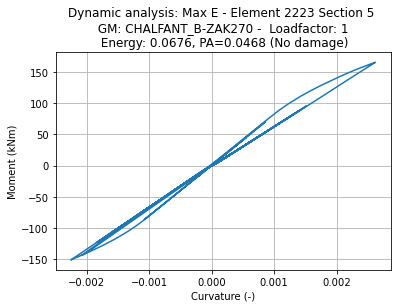 Dynamic analysis: Max E - Element 2223 Section 5
GM: CHALFANT_B-ZAK270 - Loadfactor: 1
Energy: 0.0676, PA=0.0468 (No damage)
Moment (kNm)
150
100
50
0
−50
−100
−150
−0.002 −0.001 0.000 0.001 0.002
Curvature (-)